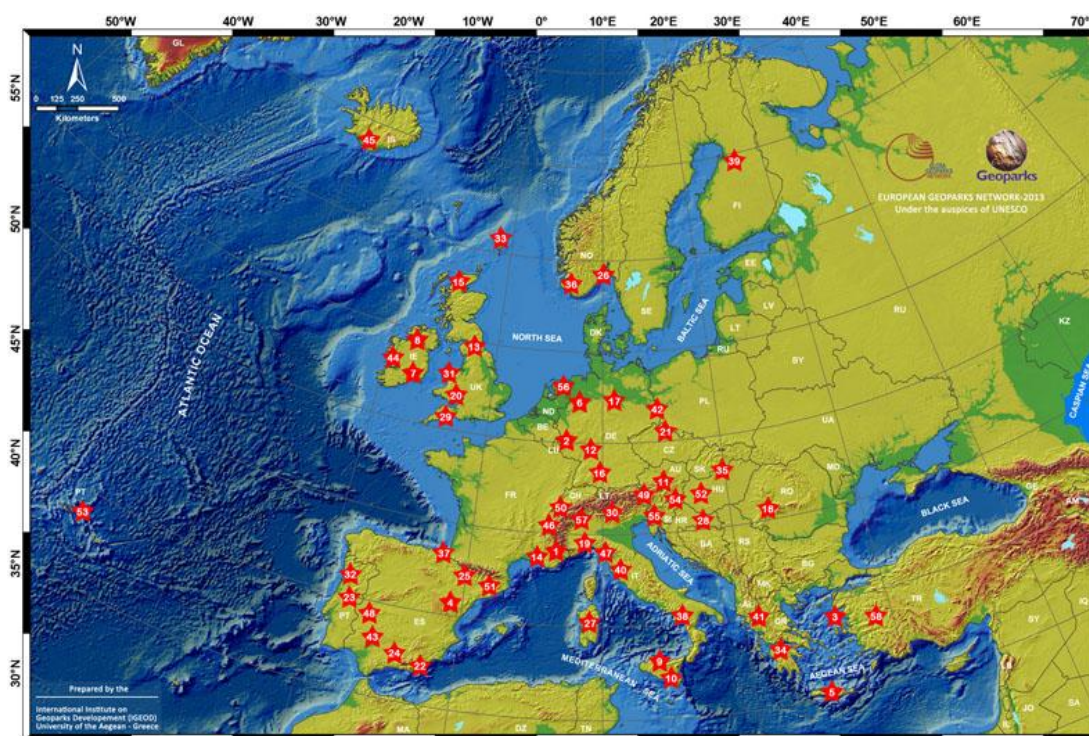 50°W
40°W
30°W
20°W
10°W
0°W
10°E
20°E
30°E
40°E
50°E
60°E
70°
55°N
50°N
45°N
40°N
35°N
30°N
GL
N
0 125 250 500
Kilometers
45
IS
39
Geoparks
EUROPEAN GEOPARKS NETWORK-2013
Under the auspices of UNESCO
FI
33
NO
26
36
15
EE
SE
RU
LV
KZ
ATLANTIC OCEAN
NORTH SEA
DK
BALTIC SEA
LT
RU
BY
8
13
44
IE
7
31
UK
20
29
56
6
17
42
PL
ND
BE
21
UA
CASPIAN SEA
2
LU
DE
12
CZ
16
AU
SK
35
11
HU
MD
PT
53
FR
CH
LT
49
54
52
RO
50
57
30
55
SI
HR
28
18
46
BLACK SEA
GE
AM
14
1
19
47
40
IT
ADRIATIC SEA
BA
RS
BG
37
25
51
32
23
PT
48
4
ES
43
24
22
27
38
MK
AL
41
GR
34
3
58
TR
9
10
MEDITERRANEAN - SEA
AEGEAN SEA
5
SY
IQ
LB
IL
JO
SA
MA
DZ
TN
Prepared by the
International Institute on
Geoparks Developement (IGEOD)
University of the Aegean - Greece